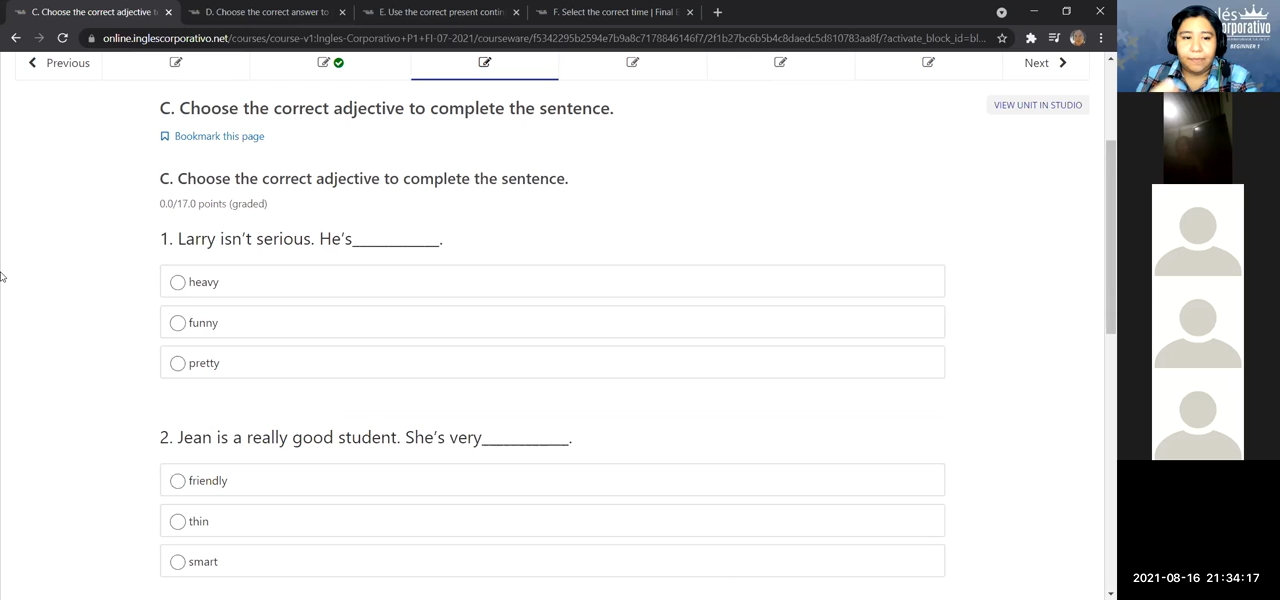 C. Choose the correct adjective t
D. Choose the correct answer to
E. Use the correct present contin
F. Select the correct time | Final E
online.inglescorporativo.net/courses/course-v1:Ingles-Corporativo+P1+FI-07-2021/courseware/f5342295b2594e7b9a8c7178846146f7/2f1b27bc6b5b4c8daedc5d810783aa8f/?activate_block_id=bl...
Previous
Next
C. Choose the correct adjective to complete the sentence.
VIEW UNIT IN STUDIO
Bookmark this page
C. Choose the correct adjective to complete the sentence.
0.0/17.0 points (graded)
1. Larry isn't serious. He's___________.
heavy
funny
pretty
2. Jean is a really good student. She's very___________.
friendly
thin
smart
BEGINNER 1
2021-08-16 21:34:17